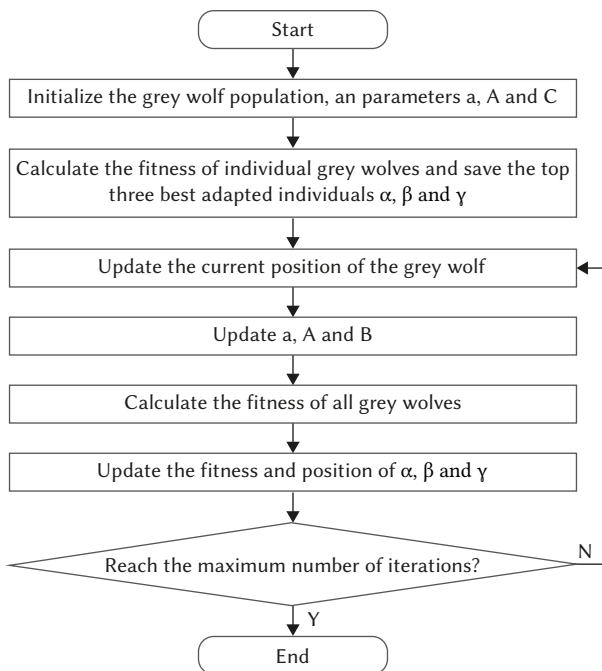 Start
Initialize the grey wolf population, an parameters a, A and C
Calculate the fitness of individual grey wolves and save the top
three best adapted individuals α, β and γ
Update the current position of the grey wolf
Update a, A and B
Calculate the fitness of all grey wolves
Update the fitness and position of α, β and γ
Reach the maximum number of iterations?
N
Y
End